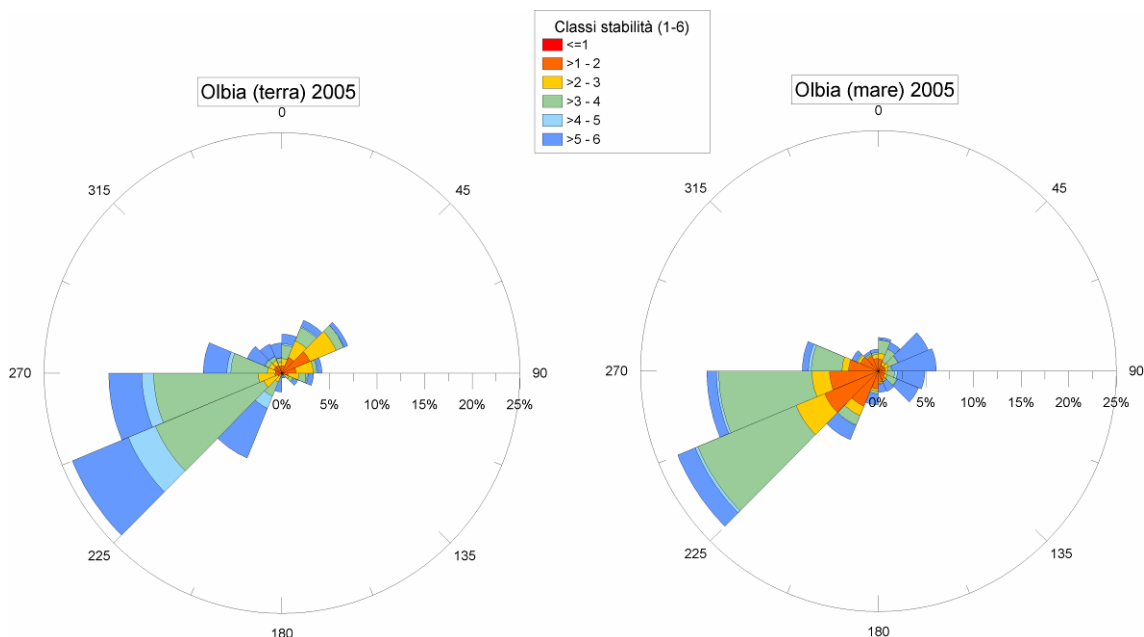 Classi stabilità (1-6)
<=1
>1 - 2
>2 - 3
>3 - 4
>4 - 5
>5 - 6
Olbia (terra) 2005
0
45
90
135
180
225
270
315
0% 5% 10% 15% 20% 25%
Olbia (mare) 2005
0
45
90
135
180
225
270
315
0% 5% 10% 15% 20% 25%